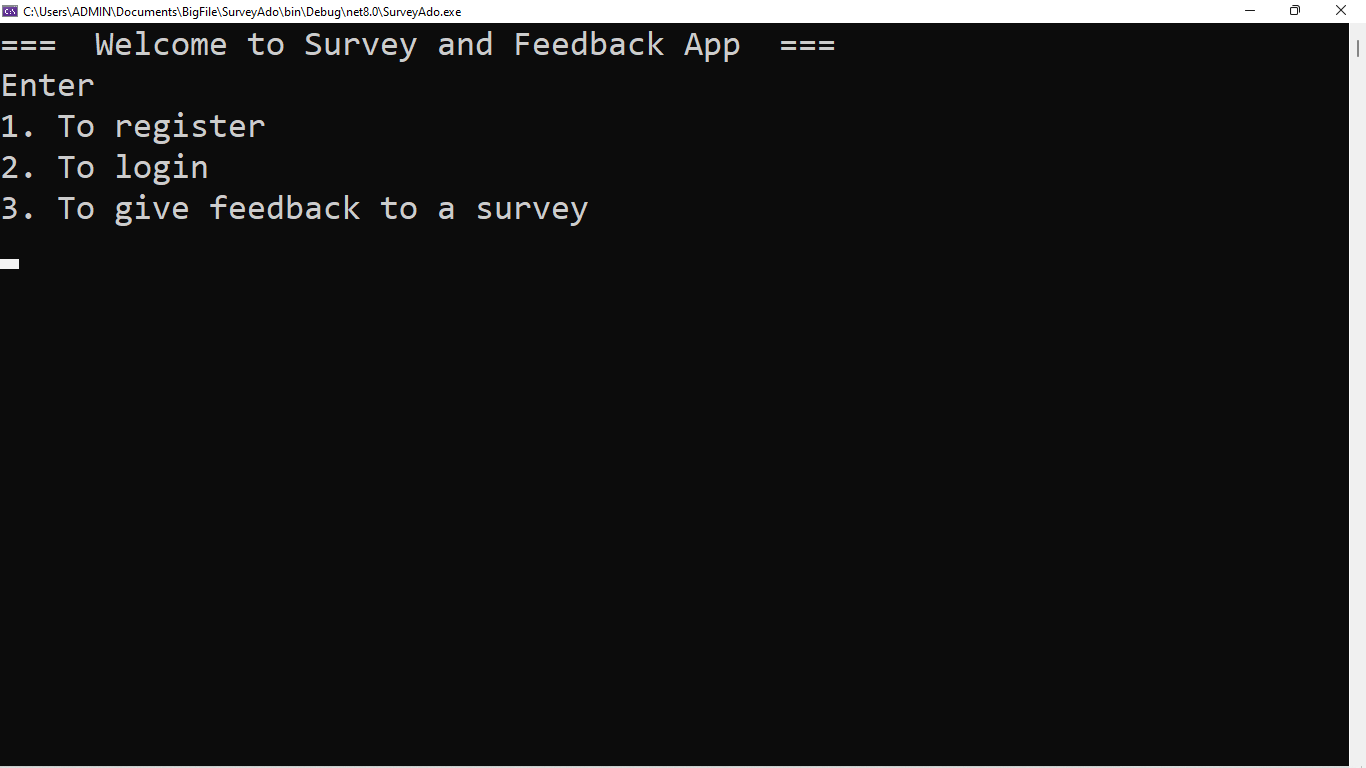 C:\Users\ADMIN\Documents\BigFile\SurveyAdo\bin\Debug\net8.0\SurveyAdo.exe
===  Welcome to Survey and Feedback App  ===
Enter
1. To register
2. To login
3. To give feedback to a survey